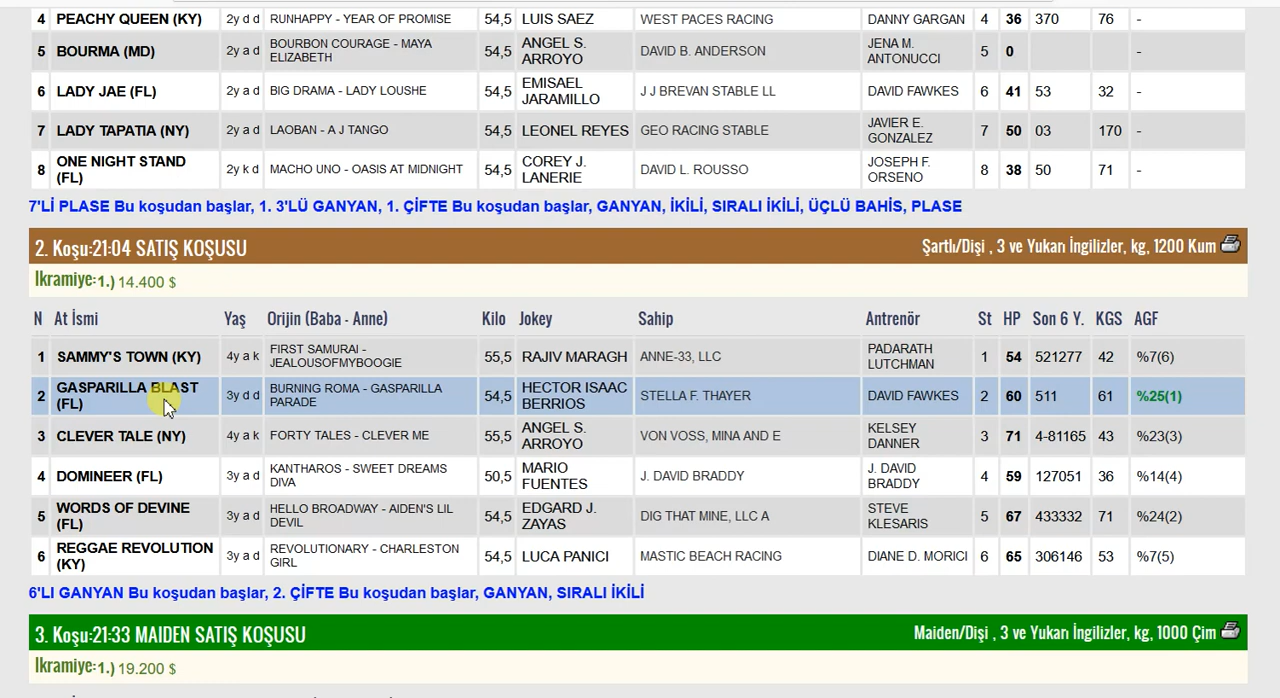 4 PEACHY QUEEN (KY) 2y d d RUNHAPPY - YEAR OF PROMISE 54,5 LUIS SAEZ WEST PACES RACING DANNY GARGAN 4 36 370 76 -
5 BOURMA (MD) 2y a d BOURBON COURAGE - MAYA ELIZABETH 54,5 ANGEL S. ARROYO DAVID B. ANDERSON JENA M. ANTONUCCI 5 0 -
6 LADY JAE (FL) 2y a d BIG DRAMA - LADY LOUSHE 54,5 EMISAEL JARAMILLO J J BREVAN STABLE LL DAVID FAWKES 6 41 53 32 -
7 LADY TAPATIA (NY) 2y a d LAOBAN - A J TANGO 54,5 LEONEL REYES GEO RACING STABLE JAVIER E. GONZALEZ 7 50 03 170 -
8 ONE NIGHT STAND (FL) 2y k d MACHO UNO - OASIS AT MIDNIGHT 54,5 COREY J. LANERIE DAVID L. ROUSSO JOSEPH F. ORSENO 8 38 50 71 -
7'Lİ PLASE Bu koşudan başlar, 1. 3'LÜ GANYAN, 1. ÇİFTE Bu koşudan başlar, GANYAN, İKİLİ, SIRALI İKİLİ, ÜÇLÜ BAHİS, PLASE
2. Koşu:21:04 SATIŞ KOŞUSU Şartlı/Dişi , 3 ve Yukarı İngilizler, kg, 1200 Kum
İkramiye:1.) 14.400 $
N At İsmi Yaş Orijin (Baba - Anne) Kilo Jokey Sahip Antrenör St HP Son 6 Y. KGS AGF
1 SAMMY'S TOWN (KY) 4y a k FIRST SAMURAI - JEALOUSOFMYBOOGIE 55,5 RAJIV MARAGH ANNE-33, LLC PADARATH LUTCHMAN 1 54 521277 42 %7(6)
2 GASPARILLA BLAST (FL) 3y d d BURNING ROMA - GASPARILLA PARADE 54,5 HECTOR ISAAC BERRIOS STELLA F. THAYER DAVID FAWKES 2 60 511 61 %25(1)
3 CLEVER TALE (NY) 4y a k FORTY TALES - CLEVER ME 55,5 ANGEL S. ARROYO VON VOSS, MINA AND E KELSEY DANNER 3 71 4-81165 43 %23(3)
4 DOMINEER (FL) 3y a d KANTHAROS - SWEET DREAMS DIVA 50,5 MARIO FUENTES J. DAVID BRADDY J. DAVID BRADDY 4 59 127051 36 %14(4)
5 WORDS OF DEVINE (FL) 3y a d HELLO BROADWAY - AIDEN'S LIL DEVIL 54,5 EDGARD J. ZAYAS DIG THAT MINE, LLC A STEVE KLESARIS 5 67 433332 71 %24(2)
6 REGGAE REVOLUTION (KY) 3y a d REVOLUTIONARY - CHARLESTON GIRL 54,5 LUCA PANICI MASTIC BEACH RACING DIANE D. MORICI 6 65 306146 53 %7(5)
6'LI GANYAN Bu koşudan başlar, 2. ÇİFTE Bu koşudan başlar, GANYAN, SIRALI İKİLİ
3. Koşu:21:33 MAIDEN SATIŞ KOŞUSU Maiden/Dişi , 3 ve Yukarı İngilizler, kg, 1000 Çim
İkramiye:1.) 19.200 $